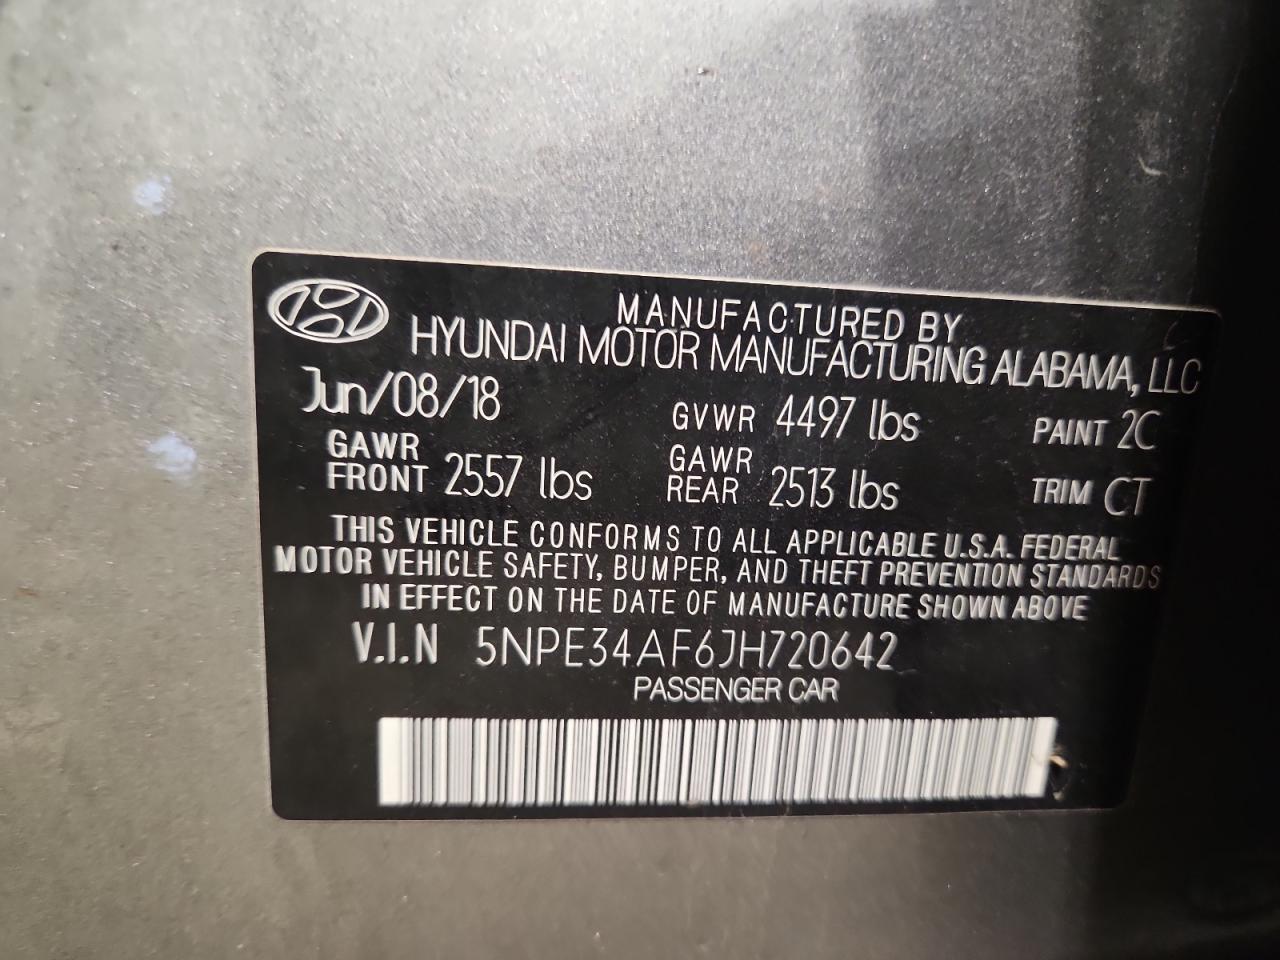 MANUFACTURED BY
HYUNDAI MOTOR MANUFACTURING ALABAMA, LLC
Jun/08/18 GVWR 4497 lbs PAINT 2C
GAWR FRONT 2557 lbs GAWR REAR 2513 lbs TRIM CT
THIS VEHICLE CONFORMS TO ALL APPLICABLE U.S.A. FEDERAL
MOTOR VEHICLE SAFETY, BUMPER, AND THEFT PREVENTION STANDARDS
IN EFFECT ON THE DATE OF MANUFACTURE SHOWN ABOVE
V.I.N 5NPE34AF6JH720642
PASSENGER CAR